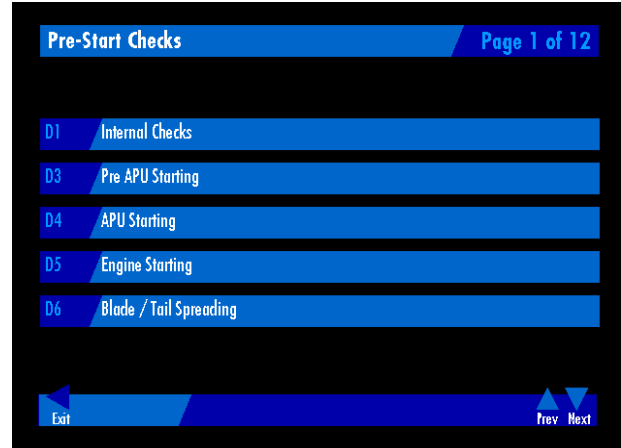 Pre-Start Checks Page 1 of 12
D1 Internal Checks
D3 Pre APU Starting
D4 APU Starting
D5 Engine Starting
D6 Blade / Tail Spreading
Exit Prev Next